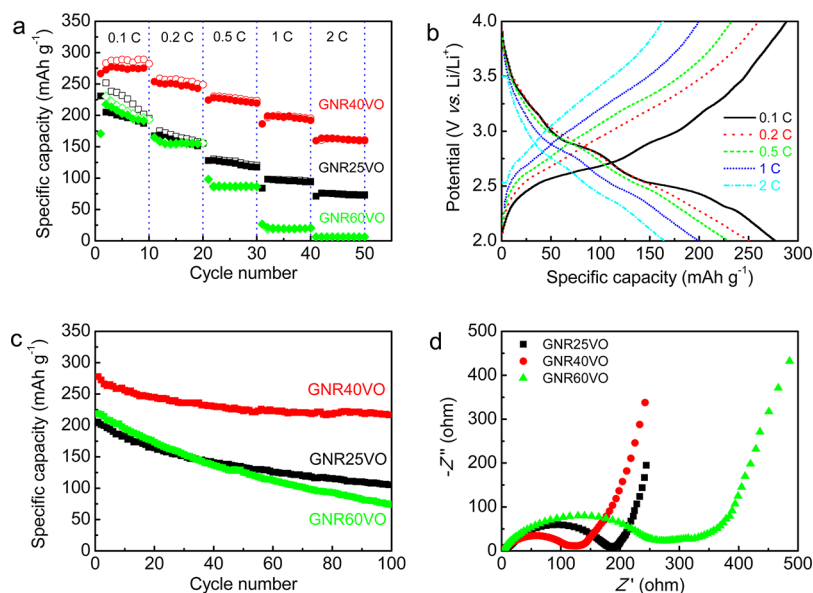 a
Specific capacity (mAh g⁻¹)
350
300
250
200
150
100
50
0
0.1 C 0.2 C 0.5 C 1 C 2 C
GNR40VO
GNR25VO
GNR60VO
0 10 20 30 40 50
Cycle number
b
Potential (V vs. Li/Li⁺)
4.0
3.5
3.0
2.5
2.0
0.1 C
0.2 C
0.5 C
1 C
2 C
0 50 100 150 200 250 300
Specific capacity (mAh g⁻¹)
c
Specific capacity (mAh g⁻¹)
350
300
250
200
150
100
50
0
GNR40VO
GNR25VO
GNR60VO
0 20 40 60 80 100
Cycle number
d
-Z'' (ohm)
500
400
300
200
100
0
GNR25VO
GNR40VO
GNR60VO
0 100 200 300 400 500
Z' (ohm)